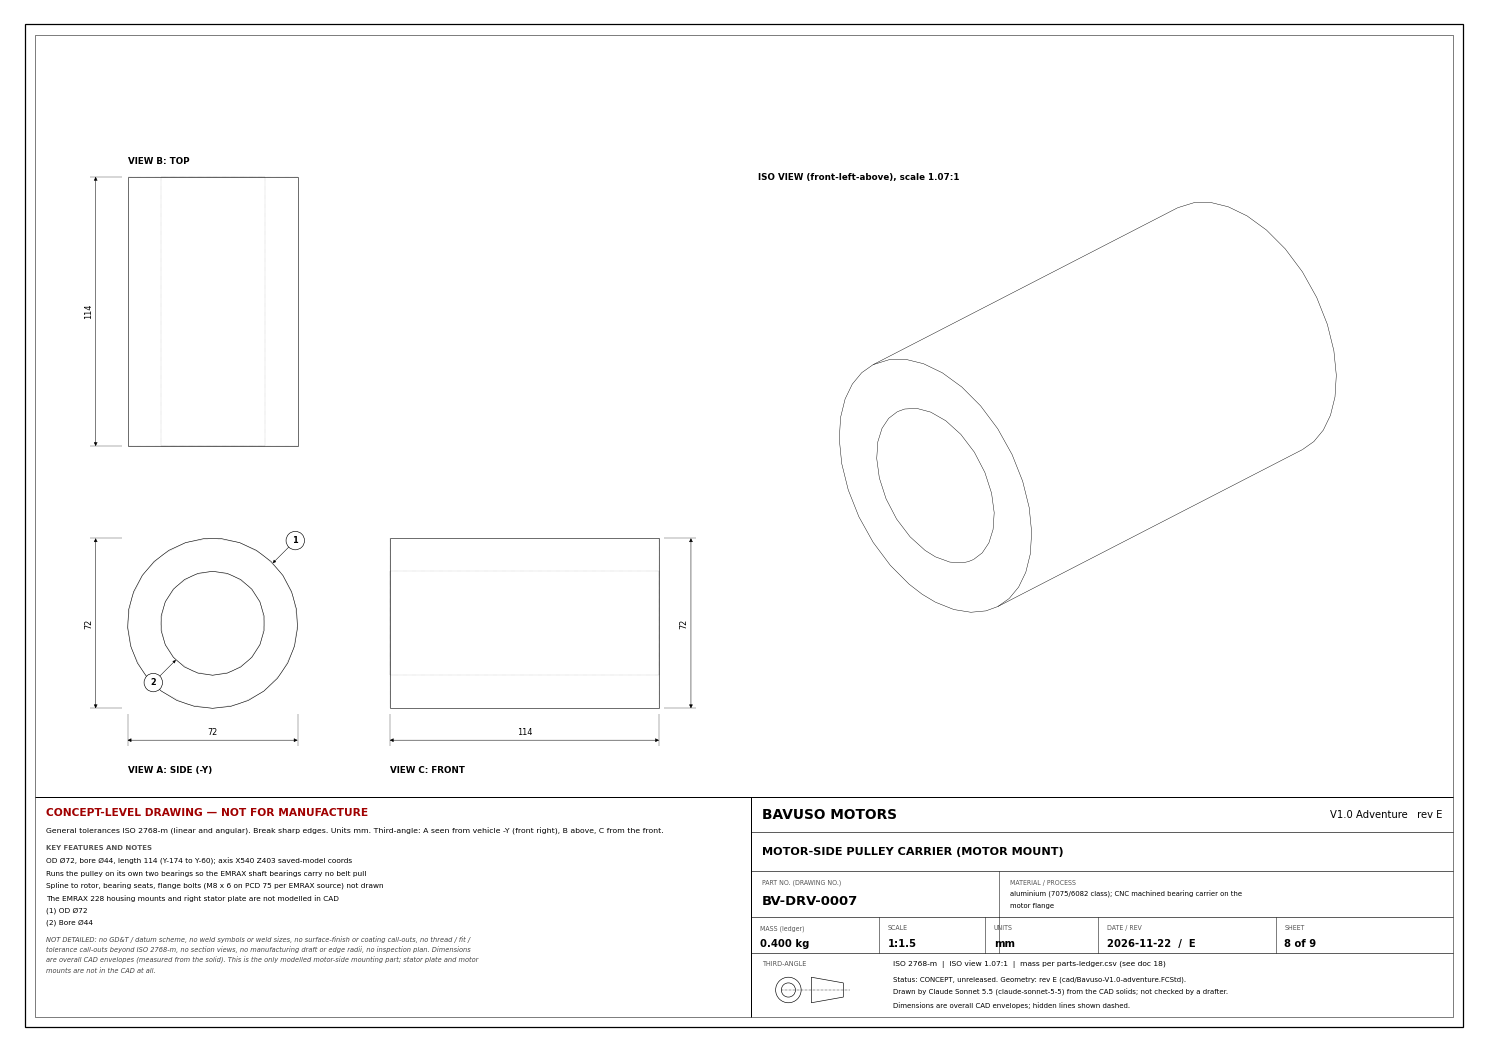 VIEW B: TOP
114
ISO VIEW (front-left-above), scale 1.07:1
1
2
72
72
VIEW A: SIDE (-Y)
72
114
VIEW C: FRONT
CONCEPT-LEVEL DRAWING — NOT FOR MANUFACTURE
General tolerances ISO 2768-m (linear and angular). Break sharp edges. Units mm. Third-angle: A seen from vehicle -Y (front right), B above, C from the front.
KEY FEATURES AND NOTES
OD Ø72, bore Ø44, length 114 (Y-174 to Y-60); axis X540 Z403 saved-model coords
Runs the pulley on its own two bearings so the EMRAX shaft bearings carry no belt pull
Spline to rotor, bearing seats, flange bolts (M8 x 6 on PCD 75 per EMRAX source) not drawn
The EMRAX 228 housing mounts and right stator plate are not modelled in CAD
(1) OD Ø72
(2) Bore Ø44
NOT DETAILED: no GD&T / datum scheme, no weld symbols or weld sizes, no surface-finish or coating call-outs, no thread / fit /
tolerance call-outs beyond ISO 2768-m, no section views, no manufacturing draft or edge radii, no inspection plan. Dimensions
are overall CAD envelopes (measured from the solid). This is the only modelled motor-side mounting part; stator plate and motor
mounts are not in the CAD at all.
BAVUSO MOTORS
V1.0 Adventure   rev E
MOTOR-SIDE PULLEY CARRIER (MOTOR MOUNT)
PART NO. (DRAWING NO.)
BV-DRV-0007
MATERIAL / PROCESS
aluminium (7075/6082 class); CNC machined bearing carrier on the
motor flange
MASS (ledger)
0.400 kg
SCALE
1:1.5
UNITS
mm
DATE / REV
2026-11-22  /  E
SHEET
8 of 9
THIRD-ANGLE
ISO 2768-m  |  ISO view 1.07:1  |  mass per parts-ledger.csv (see doc 18)
Status: CONCEPT, unreleased. Geometry: rev E (cad/Bavuso-V1.0-adventure.FCStd).
Drawn by Claude Sonnet 5.5 (claude-sonnet-5-5) from the CAD solids; not checked by a drafter.
Dimensions are overall CAD envelopes; hidden lines shown dashed.